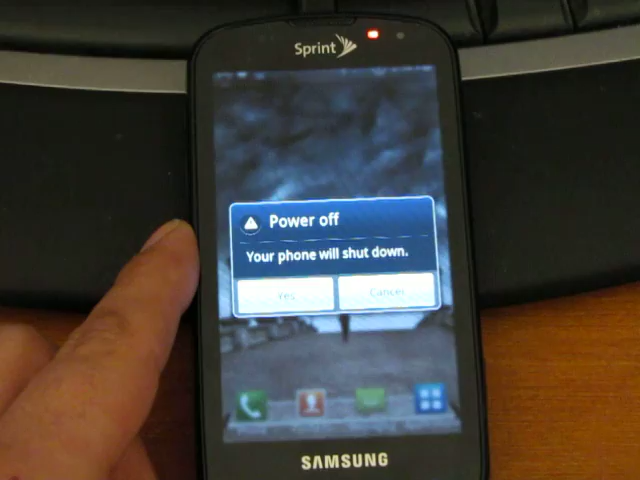 Sprint
Power off
Your phone will shut down.
Yes Cancel
SAMSUNG